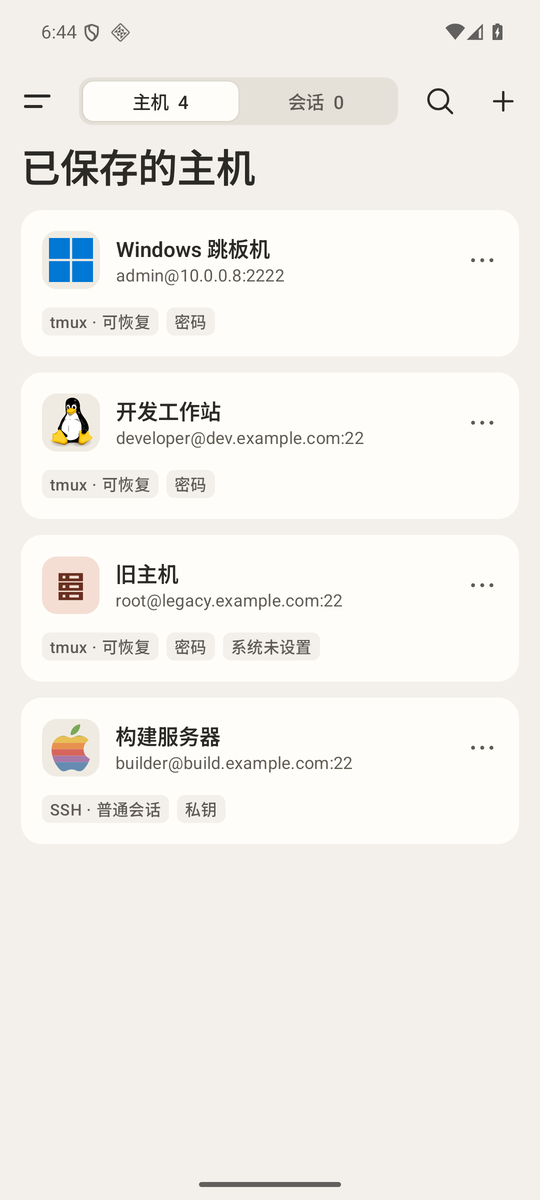 6:44
主机 4
会话 0
已保存的主机
Windows 跳板机
admin@10.0.0.8:2222
tmux · 可恢复 密码
开发工作站
developer@dev.example.com:22
tmux · 可恢复 密码
旧主机
root@legacy.example.com:22
tmux · 可恢复 密码 系统未设置
构建服务器
builder@build.example.com:22
SSH · 普通会话 私钥